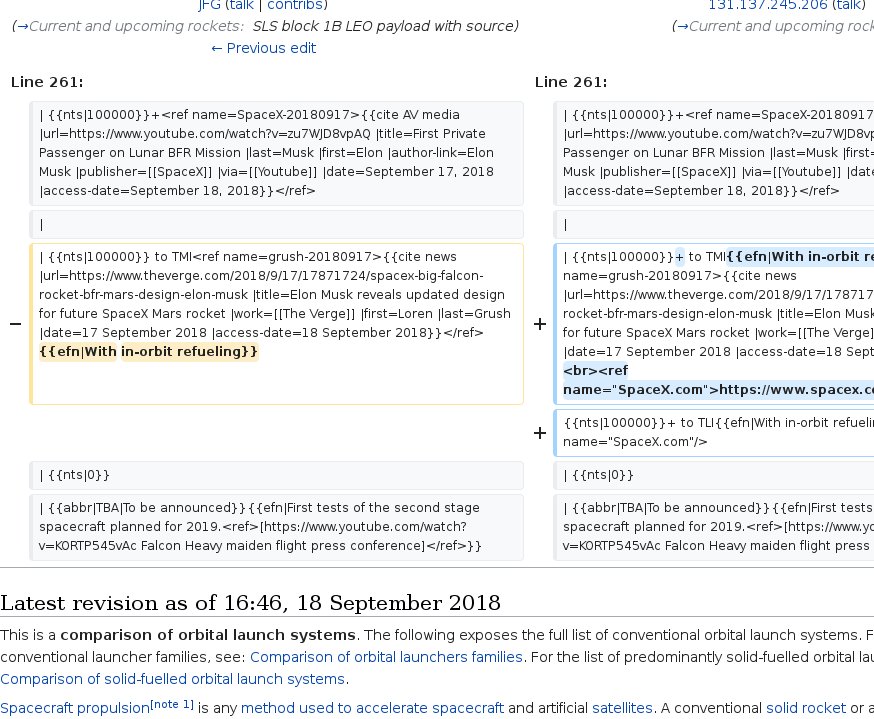 JFG (talk | contribs)
(→Current and upcoming rockets: SLS block 1B LEO payload with source)
← Previous edit
131.137.245.206 (talk)
(→Current and upcoming rock
Line 261:
| {{nts|100000}}+<ref name=SpaceX-20180917>{{cite AV media
|url=https://www.youtube.com/watch?v=zu7WJD8vpAQ |title=First Private
Passenger on Lunar BFR Mission |last=Musk |first=Elon |author-link=Elon
Musk |publisher=[[SpaceX]] |via=[[Youtube]] |date=September 17, 2018
|access-date=September 18, 2018}}</ref>
|
− | {{nts|100000}} to TMI<ref name=grush-20180917>{{cite news
|url=https://www.theverge.com/2018/9/17/17871724/spacex-big-falcon-
rocket-bfr-mars-design-elon-musk |title=Elon Musk reveals updated design
for future SpaceX Mars rocket |work=[[The Verge]] |first=Loren |last=Grush
|date=17 September 2018 |access-date=18 September 2018}}</ref>
{{efn|With in-orbit refueling}}
| {{nts|0}}
| {{abbr|TBA|To be announced}}{{efn|First tests of the second stage
spacecraft planned for 2019.<ref>[https://www.youtube.com/watch?
v=KORTP545vAc Falcon Heavy maiden flight press conference]</ref>}}
Line 261:
| {{nts|100000}}+<ref name=SpaceX-20180917
|url=https://www.youtube.com/watch?v=zu7WJD8vp
Passenger on Lunar BFR Mission |last=Musk |first=
Musk |publisher=[[SpaceX]] |via=[[Youtube]] |date
|access-date=September 18, 2018}}</ref>
|
+ | {{nts|100000}}+ to TMI{{efn|With in-orbit re
name=grush-20180917>{{cite news
|url=https://www.theverge.com/2018/9/17/178717
rocket-bfr-mars-design-elon-musk |title=Elon Musk
for future SpaceX Mars rocket |work=[[The Verge]
|date=17 September 2018 |access-date=18 Sept
<br><ref
name="SpaceX.com">https://www.spacex.c
+ {{nts|100000}}+ to TLI{{efn|With in-orbit refueli
name="SpaceX.com"/>
| {{nts|0}}
| {{abbr|TBA|To be announced}}{{efn|First tests
spacecraft planned for 2019.<ref>[https://www.yo
v=KORTP545vAc Falcon Heavy maiden flight press
Latest revision as of 16:46, 18 September 2018
This is a comparison of orbital launch systems. The following exposes the full list of conventional orbital launch systems. F
conventional launcher families, see: Comparison of orbital launchers families. For the list of predominantly solid-fuelled orbital lau
Comparison of solid-fuelled orbital launch systems.
Spacecraft propulsion[note 1] is any method used to accelerate spacecraft and artificial satellites. A conventional solid rocket or a